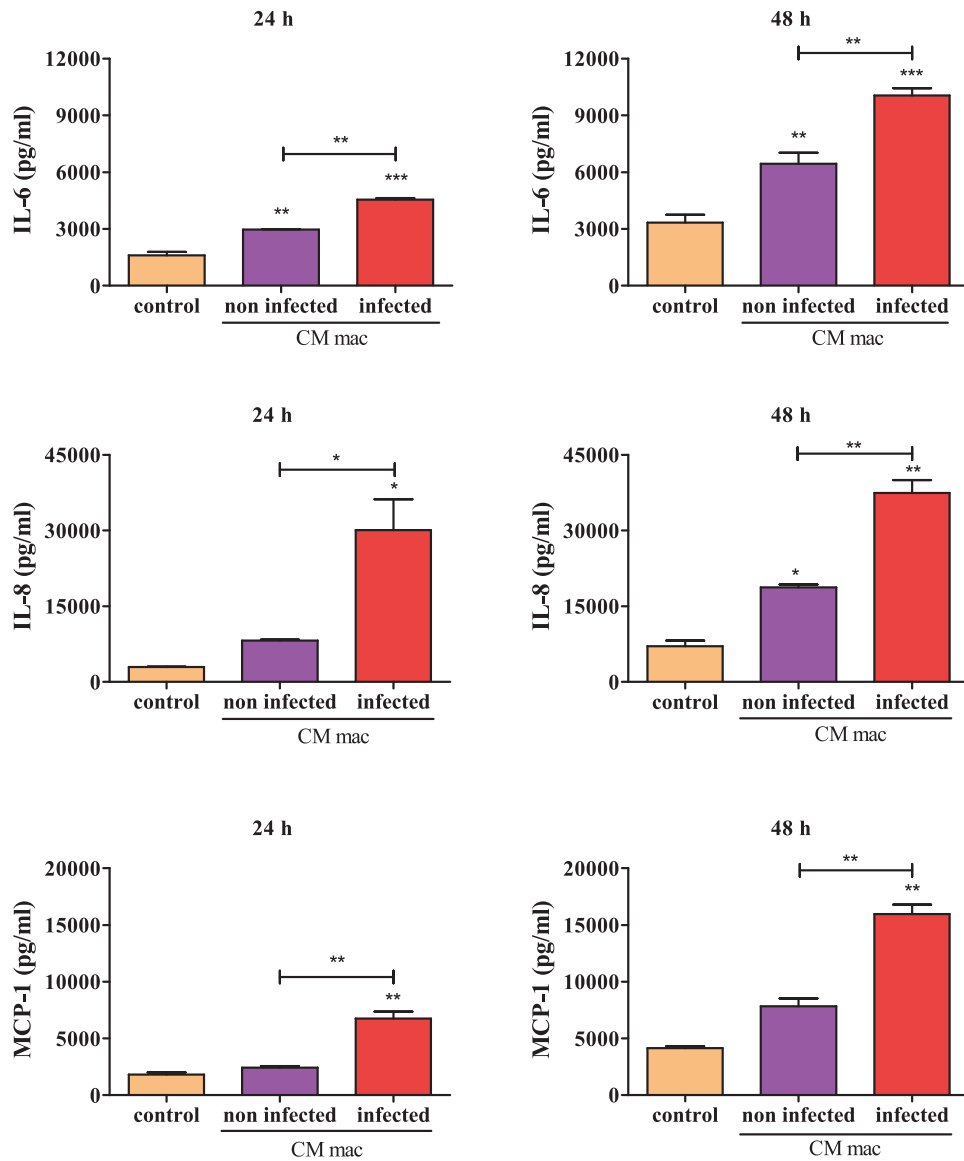 24 h
12000
9000
6000
3000
0
IL-6 (pg/ml)
**
***
**
control non infected infected
CM mac
48 h
12000
9000
6000
3000
0
IL-6 (pg/ml)
**
***
**
control non infected infected
CM mac
24 h
45000
30000
15000
0
IL-8 (pg/ml)
*
*
control non infected infected
CM mac
48 h
45000
30000
15000
0
IL-8 (pg/ml)
**
**
*
control non infected infected
CM mac
24 h
20000
15000
10000
5000
0
MCP-1 (pg/ml)
**
**
control non infected infected
CM mac
48 h
20000
15000
10000
5000
0
MCP-1 (pg/ml)
**
**
control non infected infected
CM mac